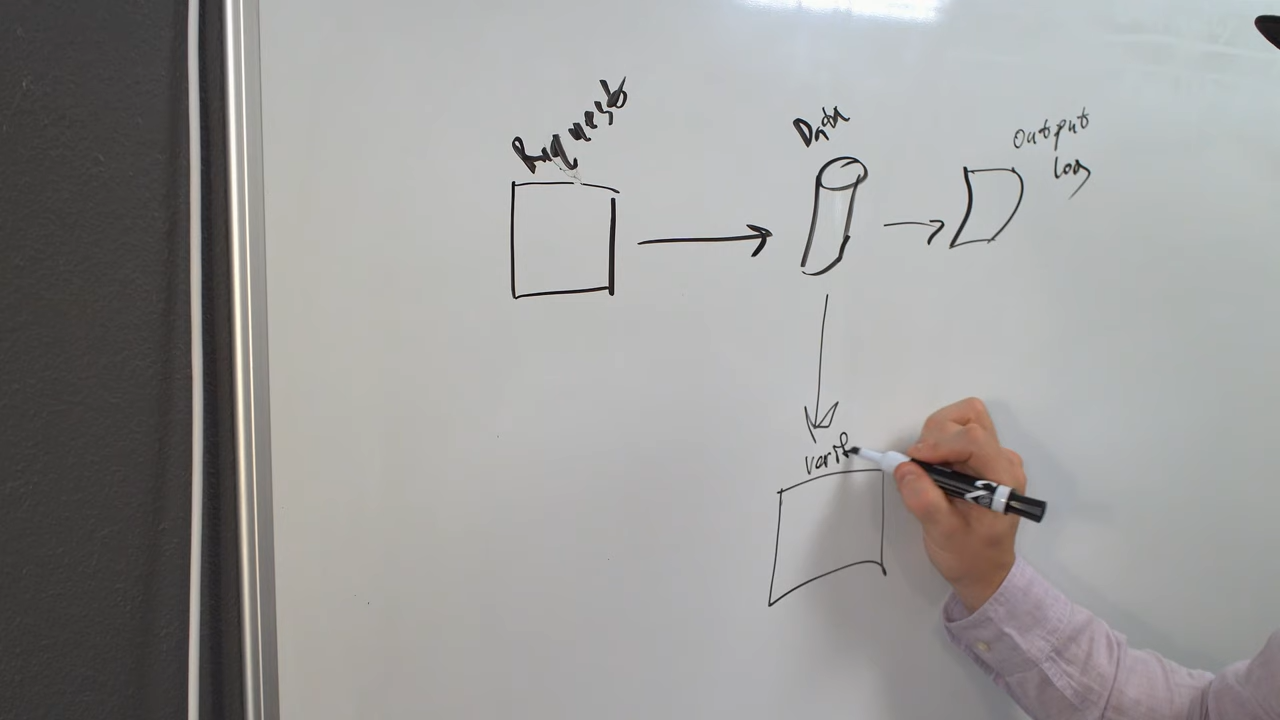 Request
Data
output
log
verif